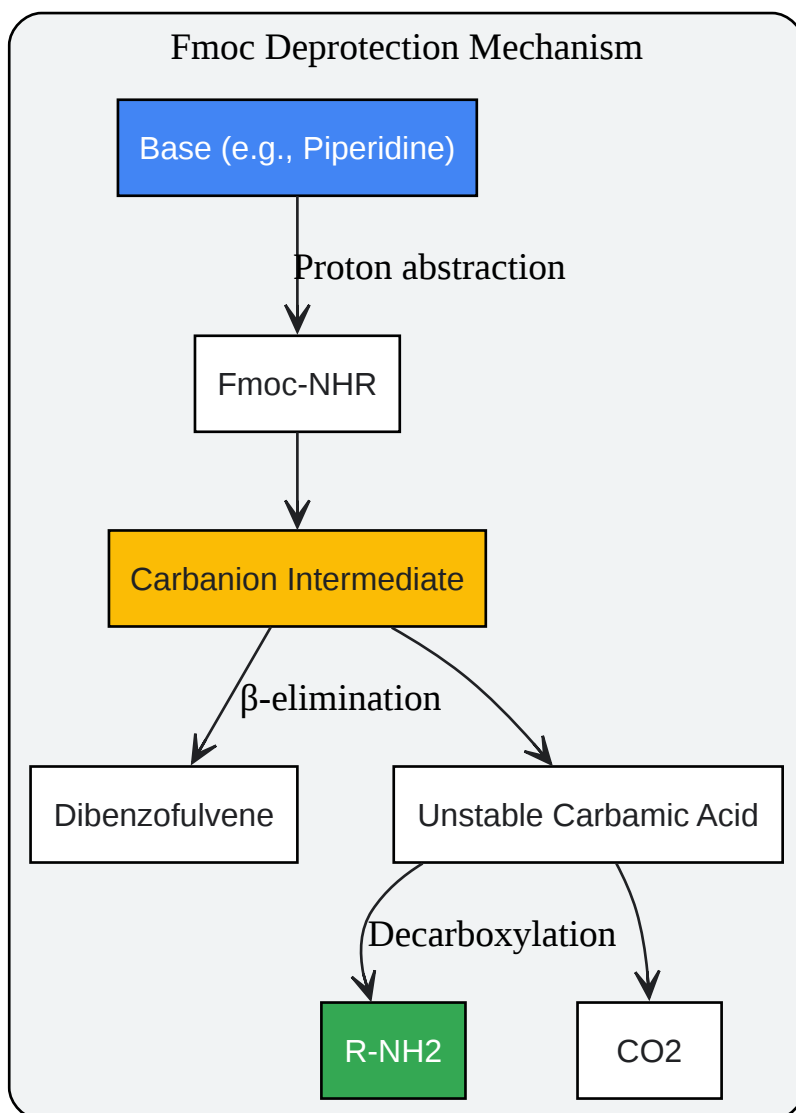 Fmoc Deprotection Mechanism
Base (e.g., Piperidine)
Proton abstraction
Fmoc-NHR
Carbanion Intermediate
β-elimination
Dibenzofulvene
Unstable Carbamic Acid
Decarboxylation
R-NH2
CO2